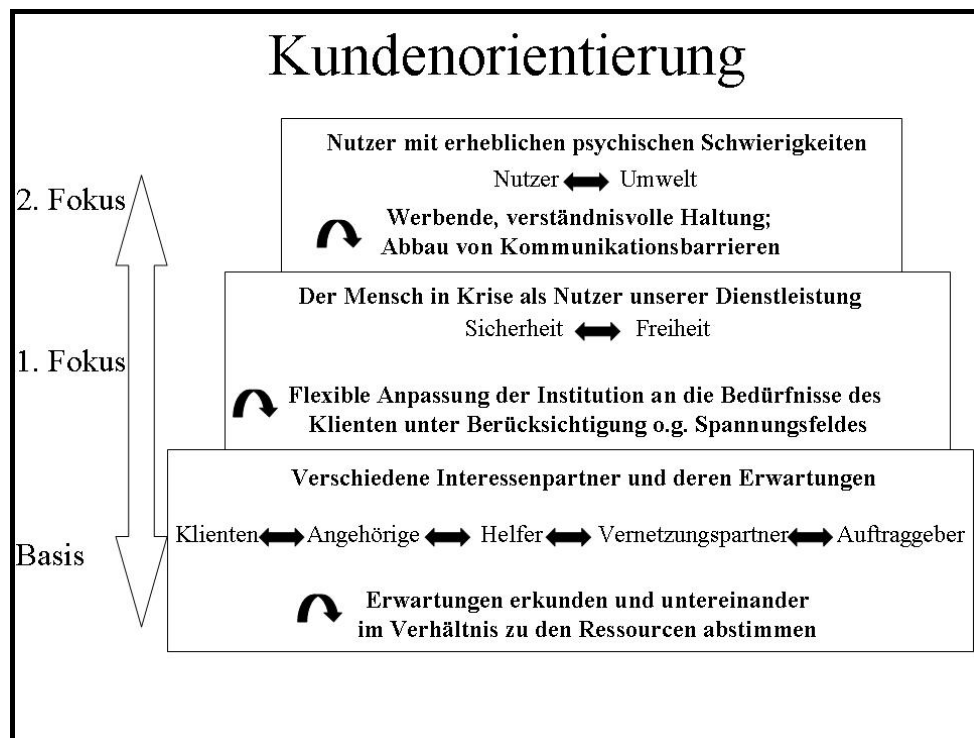 Kundenorientierung
Nutzer mit erheblichen psychischen Schwierigkeiten
Nutzer Umwelt
2. Fokus
Werbende, verständnisvolle Haltung;
Abbau von Kommunikationsbarrieren
Der Mensch in Krise als Nutzer unserer Dienstleistung
Sicherheit Freiheit
1. Fokus
Flexible Anpassung der Institution an die Bedürfnisse des
Klienten unter Berücksichtigung o.g. Spannungsfeldes
Verschiedene Interessenpartner und deren Erwartungen
Klienten Angehörige Helfer Vernetzungspartner Auftraggeber
Basis
Erwartungen erkunden und untereinander
im Verhältnis zu den Ressourcen abstimmen